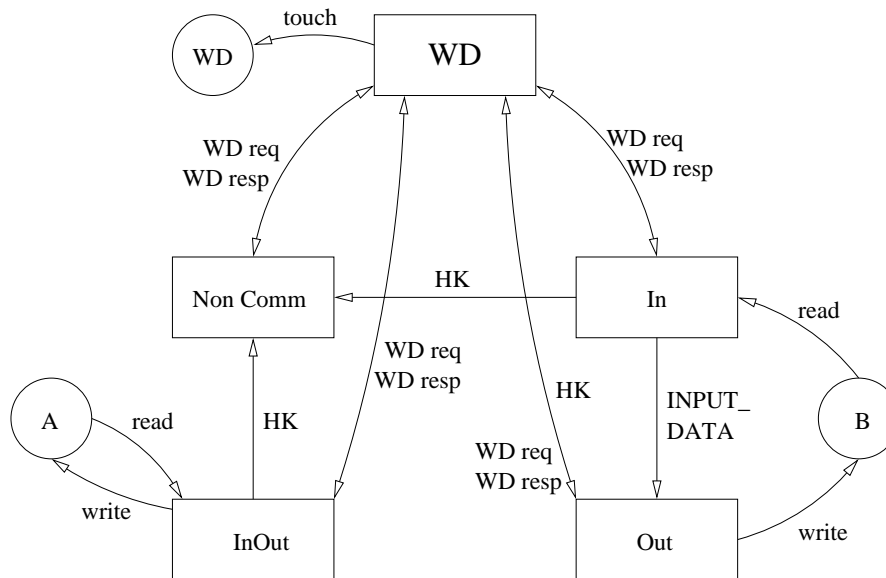 touch
WD
WD
WD req
WD resp
WD req
WD resp
Non Comm
HK
In
read
WD req
WD resp
HK
INPUT_
DATA
A
read
HK
B
WD req
WD resp
write
InOut
Out
write